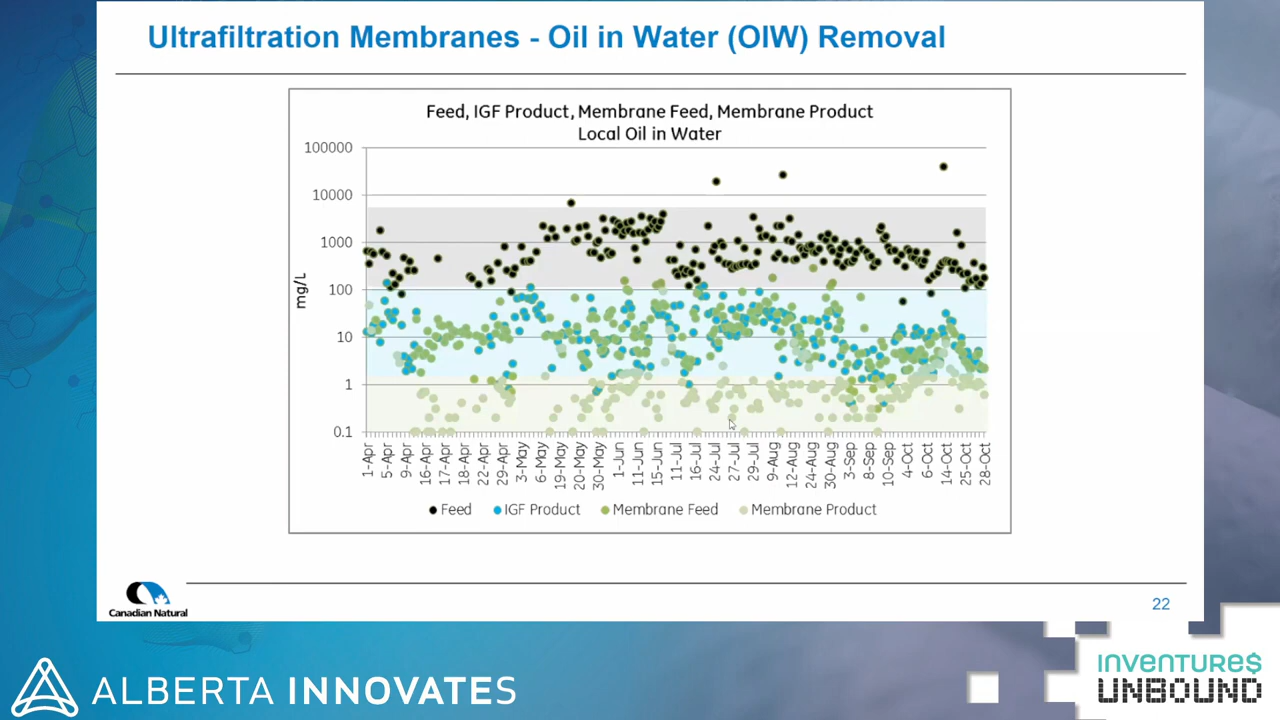 Ultrafiltration Membranes - Oil in Water (OIW) Removal
Feed, IGF Product, Membrane Feed, Membrane Product
Local Oil in Water
100000
10000
1000
100
10
1
0.1
mg/L
1-Apr
5-Apr
9-Apr
16-Apr
17-Apr
18-Apr
22-Apr
29-Apr
3-May
6-May
19-May
20-May
30-May
1-Jun
11-Jun
15-Jun
11-Jul
16-Jul
24-Jul
27-Jul
29-Jul
9-Aug
12-Aug
24-Aug
30-Aug
3-Sep
8-Sep
10-Sep
4-Oct
6-Oct
14-Oct
25-Oct
28-Oct
Feed IGF Product Membrane Feed Membrane Product
Canadian Natural
22
ALBERTA INNOVATES
INVENTURE$
UNBOUND